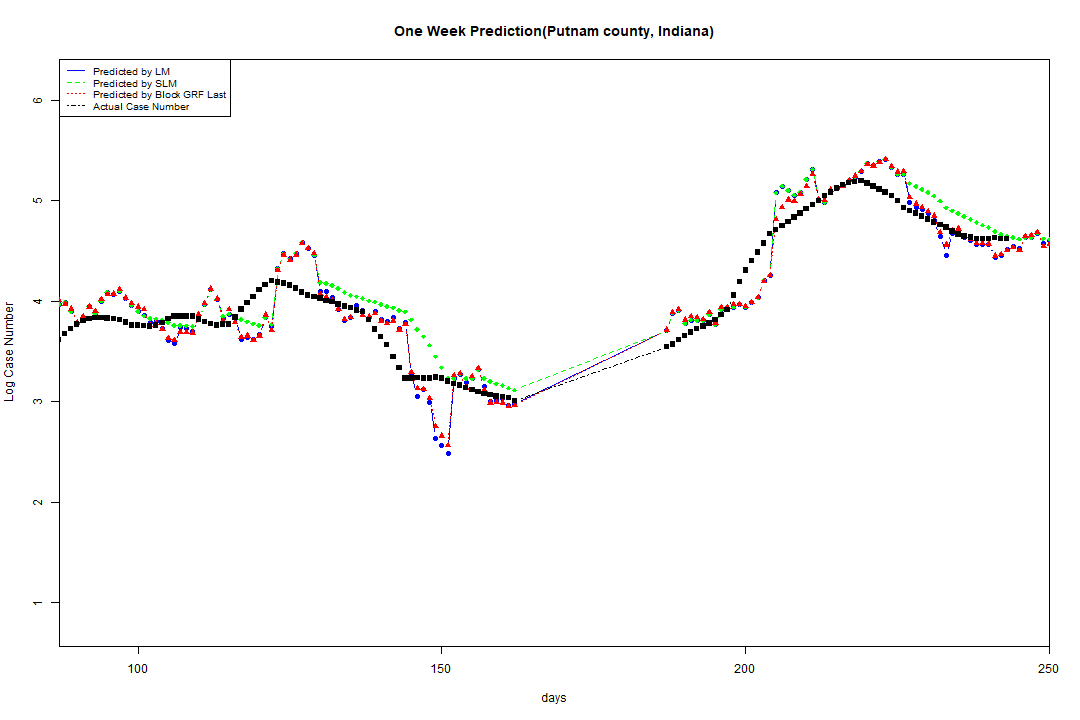 One Week Prediction(Putnam county, Indiana)
Predicted by LM
Predicted by SLM
Predicted by Block GRF Last
Actual Case Number
Log Case Number
6
5
4
3
2
1
100 150 200 250
days